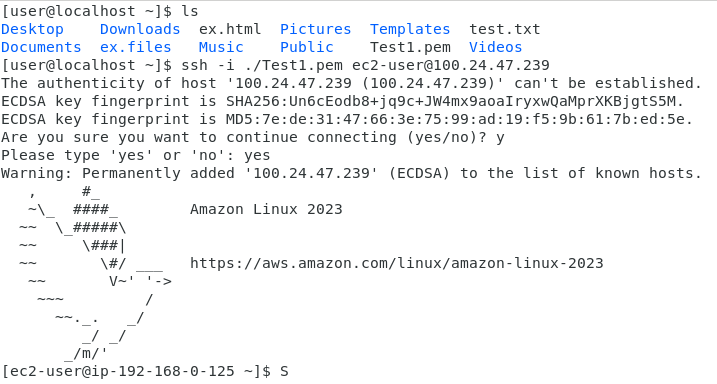 [user@localhost ~]$ ls
Desktop    Downloads  ex.html  Pictures  Templates  test.txt
Documents  ex.files   Music    Public    Test1.pem  Videos
[user@localhost ~]$ ssh -i ./Test1.pem ec2-user@100.24.47.239
The authenticity of host '100.24.47.239 (100.24.47.239)' can't be established.
ECDSA key fingerprint is SHA256:Un6cEodb8+jq9c+JW4mx9aoaIryxwQaMprXKBjgtS5M.
ECDSA key fingerprint is MD5:7e:de:31:47:66:3e:75:99:ad:19:f5:9b:61:7b:ed:5e.
Are you sure you want to continue connecting (yes/no)? y
Please type 'yes' or 'no': yes
Warning: Permanently added '100.24.47.239' (ECDSA) to the list of known hosts.
   ,     #_
   ~\_  ####_        Amazon Linux 2023
  ~~  \_#####\
  ~~     \###|
  ~~       \#/ ___   https://aws.amazon.com/linux/amazon-linux-2023
   ~~       V~' '->
    ~~~         /
      ~~._.   _/
         _/ _/
       _/m/'
[ec2-user@ip-192-168-0-125 ~]$ S